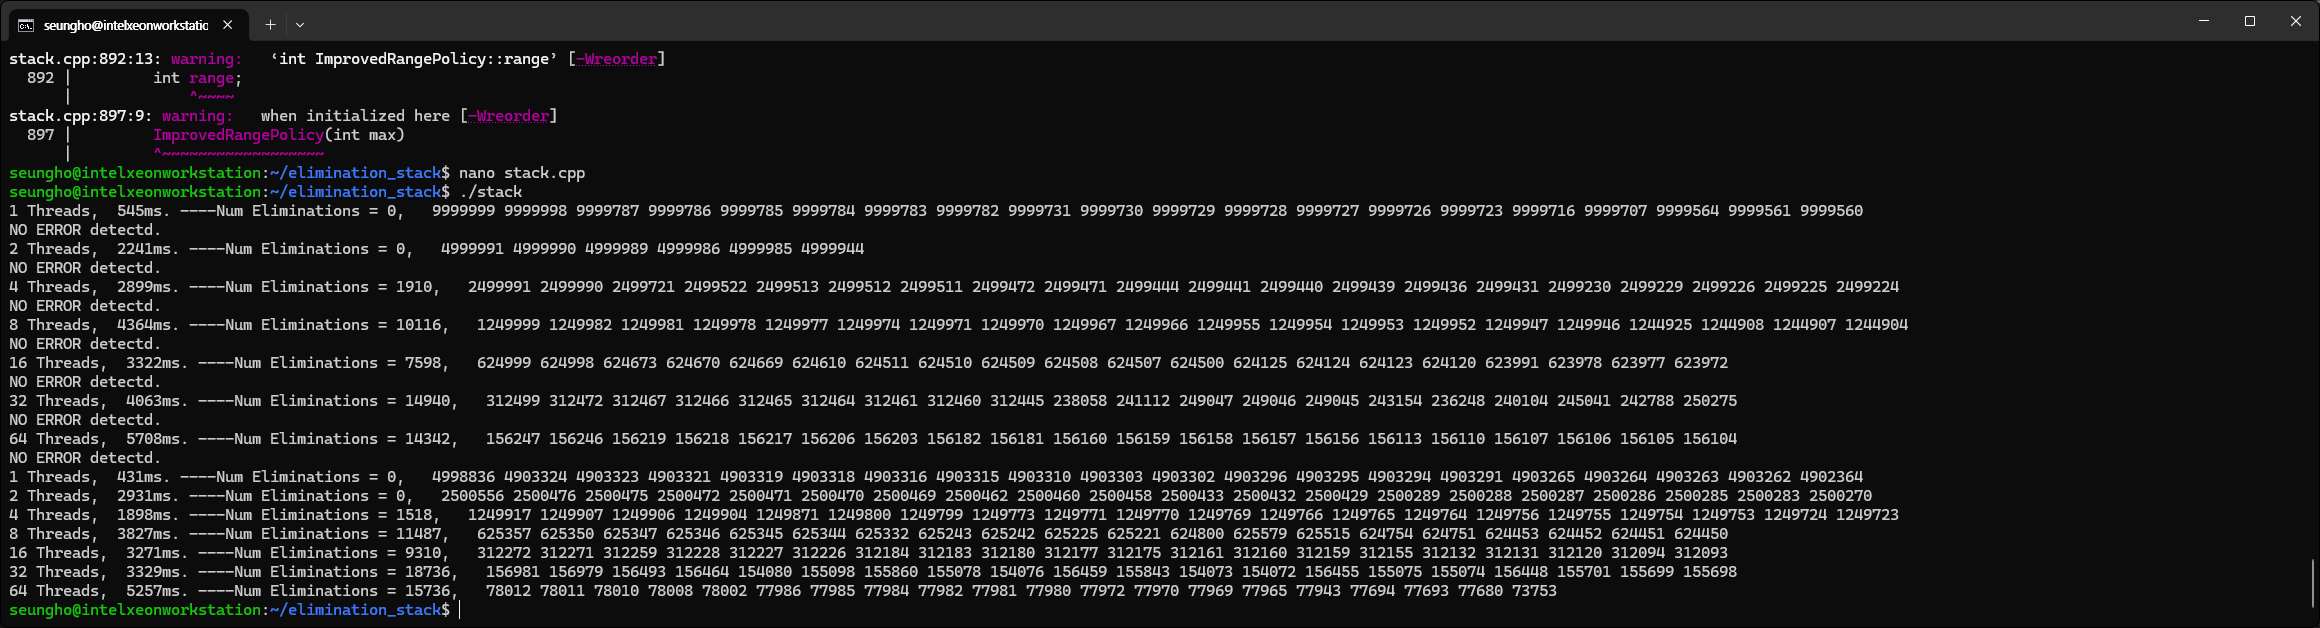 seungho@intelxeonworkstatio
stack.cpp:892:13: warning:   ‘int ImprovedRangePolicy::range’ [-Wreorder]
  892 |         int range;
      |             ^~~~~
stack.cpp:897:9: warning:   when initialized here [-Wreorder]
  897 |         ImprovedRangePolicy(int max)
      |         ^~~~~~~~~~~~~~~~~~~
seungho@intelxeonworkstation:~/elimination_stack$ nano stack.cpp
seungho@intelxeonworkstation:~/elimination_stack$ ./stack
1 Threads,  545ms. ----Num Eliminations = 0,   9999999 9999998 9999787 9999786 9999785 9999784 9999783 9999782 9999731 9999730 9999729 9999728 9999727 9999726 9999723 9999716 9999707 9999564 9999561 9999560
NO ERROR detectd.
2 Threads,  2241ms. ----Num Eliminations = 0,   4999991 4999990 4999989 4999986 4999985 4999944
NO ERROR detectd.
4 Threads,  2899ms. ----Num Eliminations = 1910,   2499991 2499990 2499721 2499522 2499513 2499512 2499511 2499472 2499471 2499444 2499441 2499440 2499439 2499436 2499431 2499230 2499229 2499226 2499225 2499224
NO ERROR detectd.
8 Threads,  4364ms. ----Num Eliminations = 10116,   1249999 1249982 1249981 1249978 1249977 1249974 1249971 1249970 1249967 1249966 1249955 1249954 1249953 1249952 1249947 1249946 1244925 1244908 1244907 1244904
NO ERROR detectd.
16 Threads,  3322ms. ----Num Eliminations = 7598,   624999 624998 624673 624670 624669 624610 624511 624510 624509 624508 624507 624500 624125 624124 624123 624120 623991 623978 623977 623972
NO ERROR detectd.
32 Threads,  4063ms. ----Num Eliminations = 14940,   312499 312472 312467 312466 312465 312464 312461 312460 312445 238058 241112 249047 249046 249045 243154 236248 240104 245041 242788 250275
NO ERROR detectd.
64 Threads,  5708ms. ----Num Eliminations = 14342,   156247 156246 156219 156218 156217 156206 156203 156182 156181 156160 156159 156158 156157 156156 156113 156110 156107 156106 156105 156104
NO ERROR detectd.
1 Threads,  431ms. ----Num Eliminations = 0,   4998836 4903324 4903323 4903321 4903319 4903318 4903316 4903315 4903310 4903303 4903302 4903296 4903295 4903294 4903291 4903265 4903264 4903263 4903262 4902364
2 Threads,  2931ms. ----Num Eliminations = 0,   2500556 2500476 2500475 2500472 2500471 2500470 2500469 2500462 2500460 2500458 2500433 2500432 2500429 2500289 2500288 2500287 2500286 2500285 2500283 2500270
4 Threads,  1898ms. ----Num Eliminations = 1518,   1249917 1249907 1249906 1249904 1249871 1249800 1249799 1249773 1249771 1249770 1249769 1249766 1249765 1249764 1249756 1249755 1249754 1249753 1249724 1249723
8 Threads,  3827ms. ----Num Eliminations = 11487,   625357 625350 625347 625346 625345 625344 625332 625243 625242 625225 625221 624800 625579 625515 624754 624751 624453 624452 624451 624450
16 Threads,  3271ms. ----Num Eliminations = 9310,   312272 312271 312259 312228 312227 312226 312184 312183 312180 312177 312175 312161 312160 312159 312155 312132 312131 312120 312094 312093
32 Threads,  3329ms. ----Num Eliminations = 18736,   156981 156979 156493 156464 154080 155098 155860 155078 154076 156459 155843 154073 154072 156455 155075 155074 156448 155701 155699 155698
64 Threads,  5257ms. ----Num Eliminations = 15736,   78012 78011 78010 78008 78002 77986 77985 77984 77982 77981 77980 77972 77970 77969 77965 77943 77694 77693 77680 73753
seungho@intelxeonworkstation:~/elimination_stack$